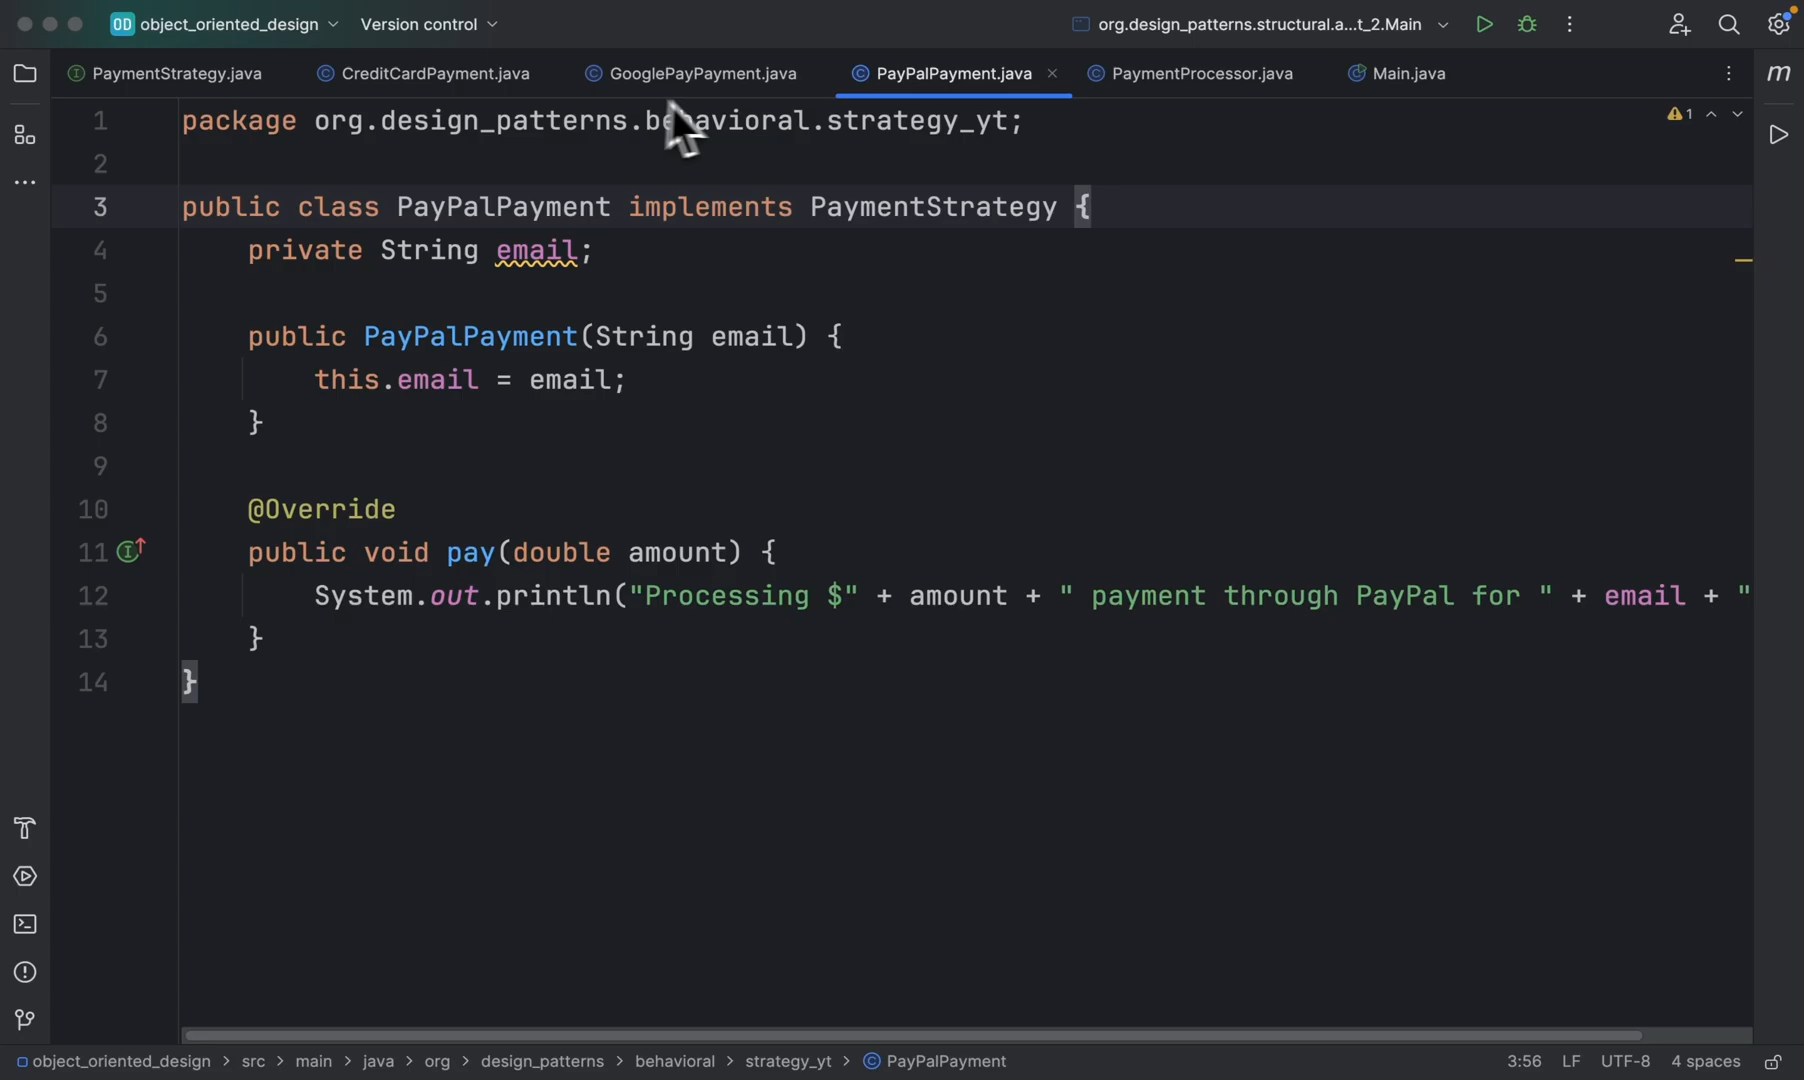 OD object_oriented_design Version control org.design_patterns.structural.a...t_2.Main
PaymentStrategy.java CreditCardPayment.java GooglePayPayment.java PayPalPayment.java PaymentProcessor.java Main.java m
1 package org.design_patterns.behavioral.strategy_yt; 1
2
3 public class PayPalPayment implements PaymentStrategy {
4 private String email;
5
6 public PayPalPayment(String email) {
7 this.email = email;
8 }
9
10 @Override
11 public void pay(double amount) {
12 System.out.println("Processing $" + amount + " payment through PayPal for " + email + "
13 }
14 }
object_oriented_design > src > main > java > org > design_patterns > behavioral > strategy_yt > PayPalPayment 3:56 LF UTF-8 4 spaces